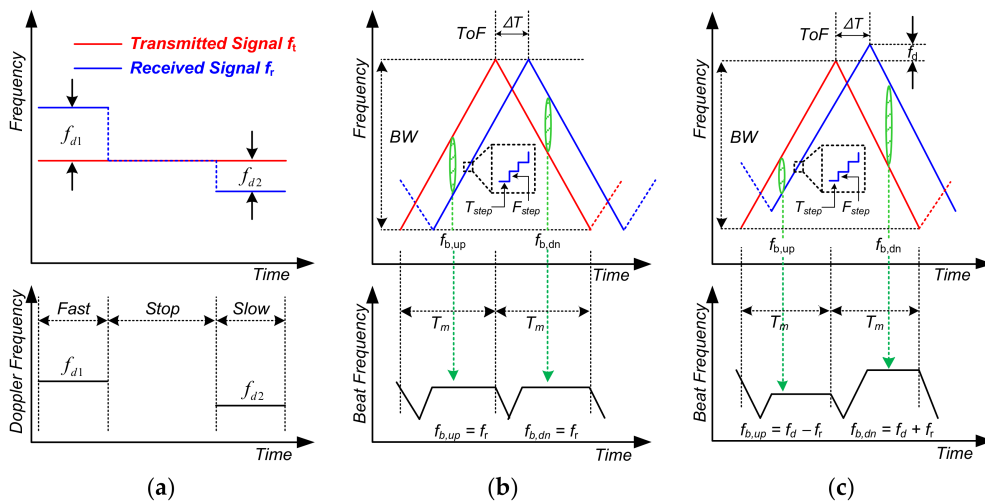 Frequency
Transmitted Signal ft
Received Signal fr
fd1
fd2
Time
Doppler Frequency
Fast
Stop
Slow
fd1
fd2
Time
(a)
Frequency
ToF
ΔT
BW
Tstep
Fstep
fb,up
fb,dn
Time
Beat Frequency
Tm
Tm
fb,up = fr
fb,dn = fr
Time
(b)
Frequency
ToF
ΔT
fd
BW
Tstep
Fstep
fb,up
fb,dn
Time
Beat Frequency
Tm
Tm
fb,up = fd − fr
fb,dn = fd + fr
Time
(c)